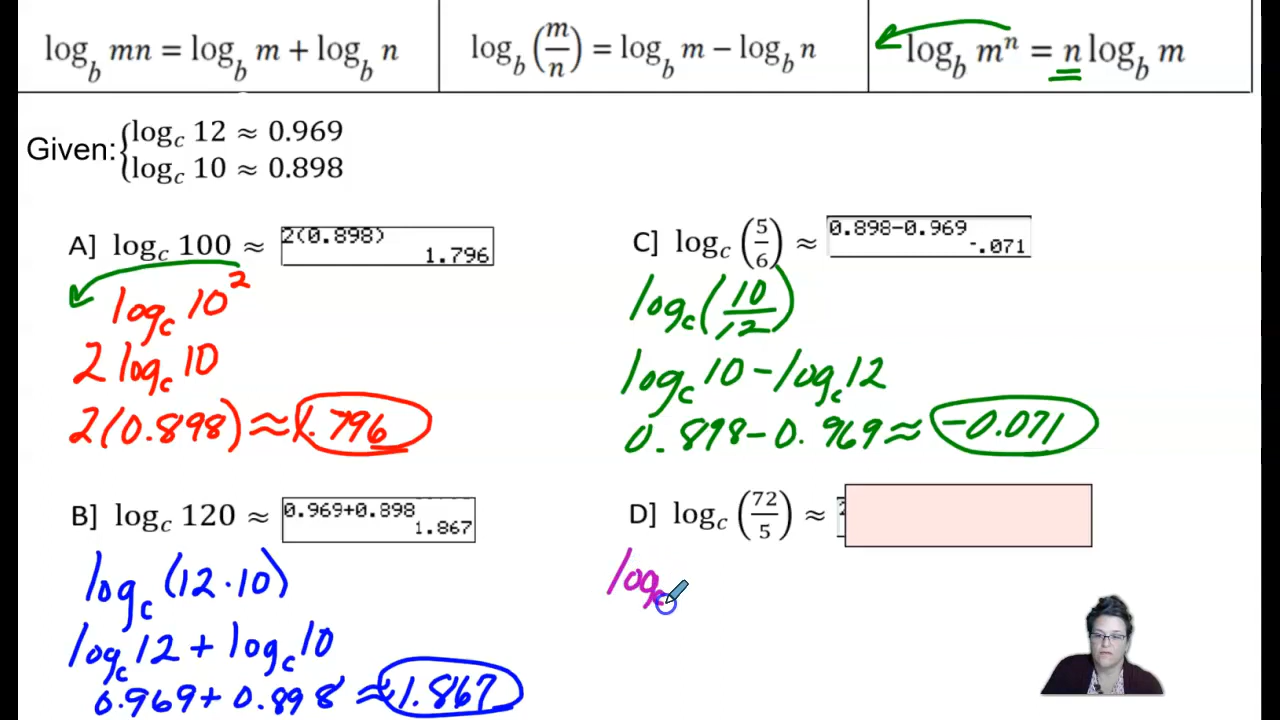 log_b mn = log_b m + log_b n
log_b (m/n) = log_b m − log_b n
log_b mⁿ = n log_b m
Given: {log_c 12 ≈ 0.969
{log_c 10 ≈ 0.898
A] log_c 100 ≈ 2(0.898)
1.796
log_c 10²
2 log_c 10
2(0.898) ≈ 1.796
B] log_c 120 ≈ 0.969+0.898
1.867
log_c (12·10)
log_c 12 + log_c 10
0.969 + 0.898 ≈ 1.867
C] log_c (5/6) ≈ 0.898-0.969
-.071
log_c (10/12)
log_c 10 − log_c 12
0.898 − 0.969 ≈ −0.071
D] log_c (72/5) ≈
log_c